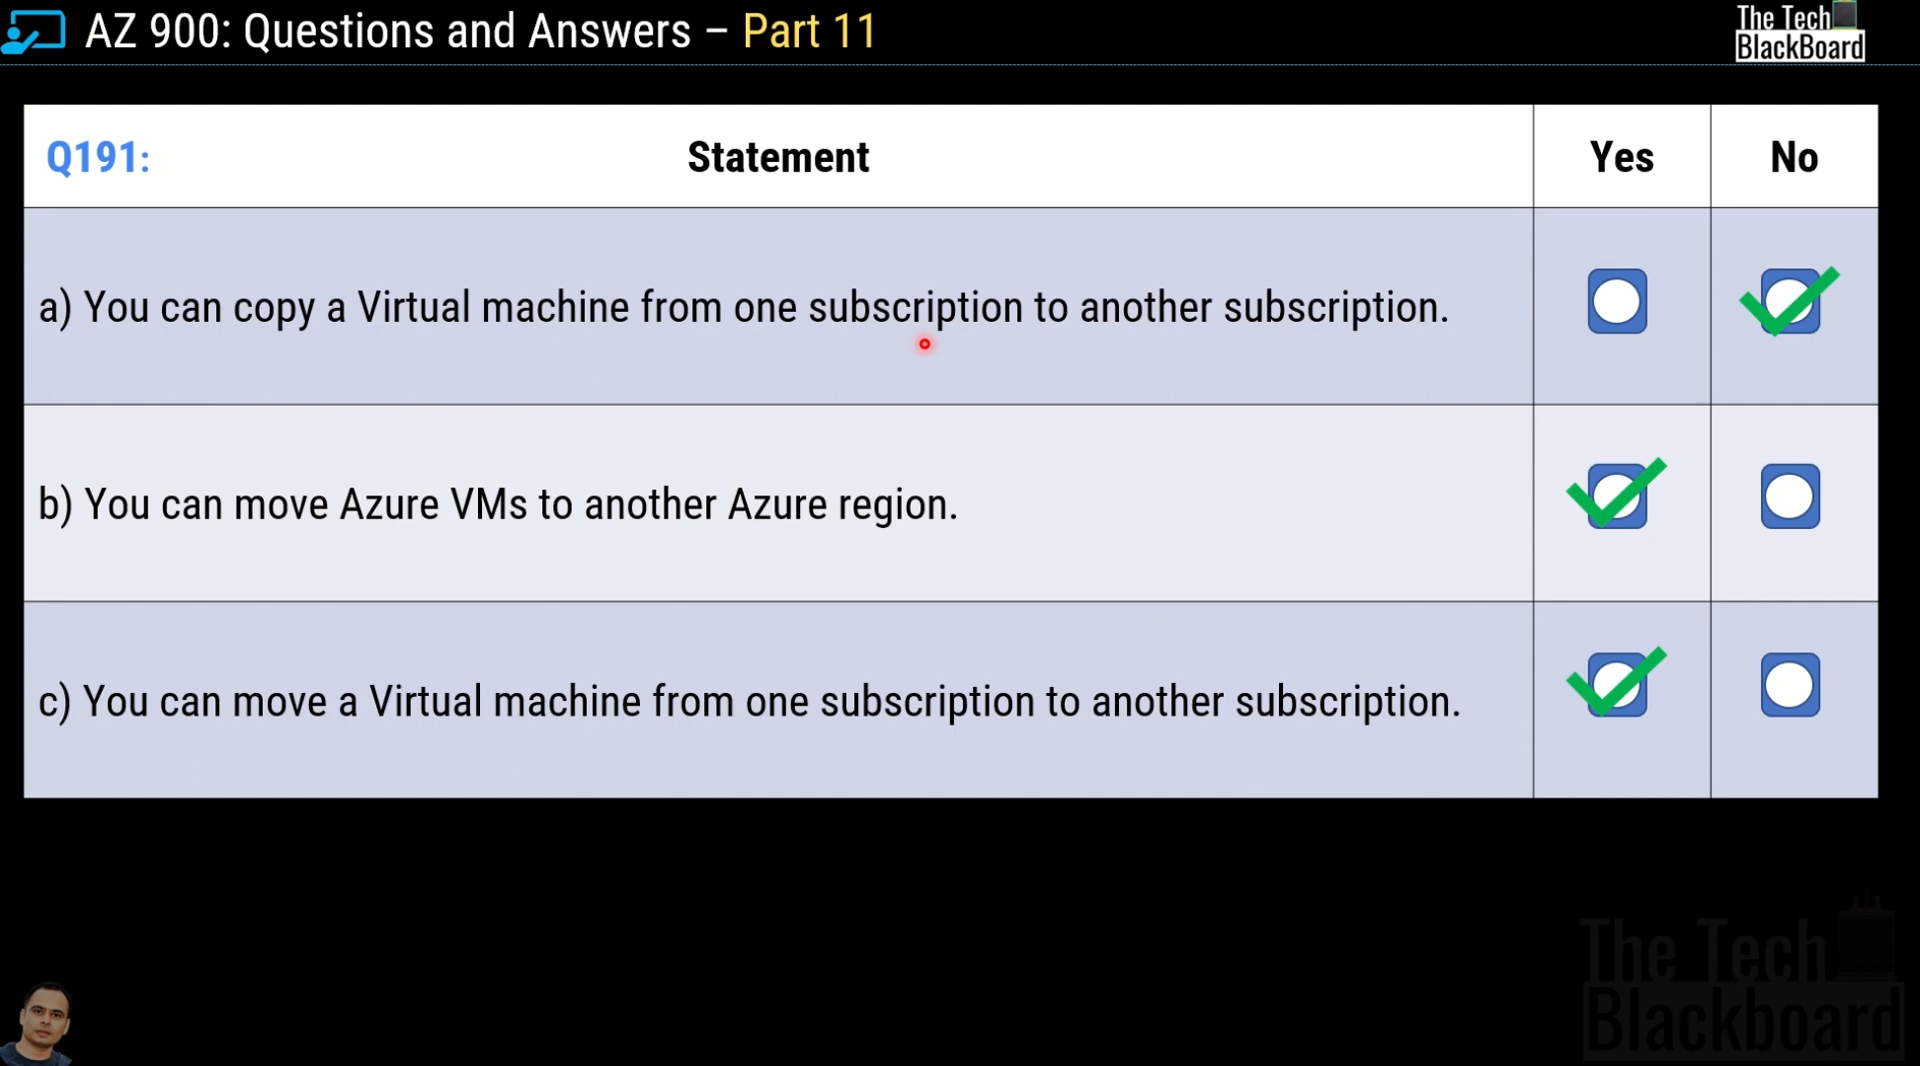 AZ 900: Questions and Answers – Part 11
The Tech
BlackBoard
Q191:
Statement
Yes
No
a) You can copy a Virtual machine from one subscription to another subscription.
b) You can move Azure VMs to another Azure region.
c) You can move a Virtual machine from one subscription to another subscription.
The Tech
Blackboard